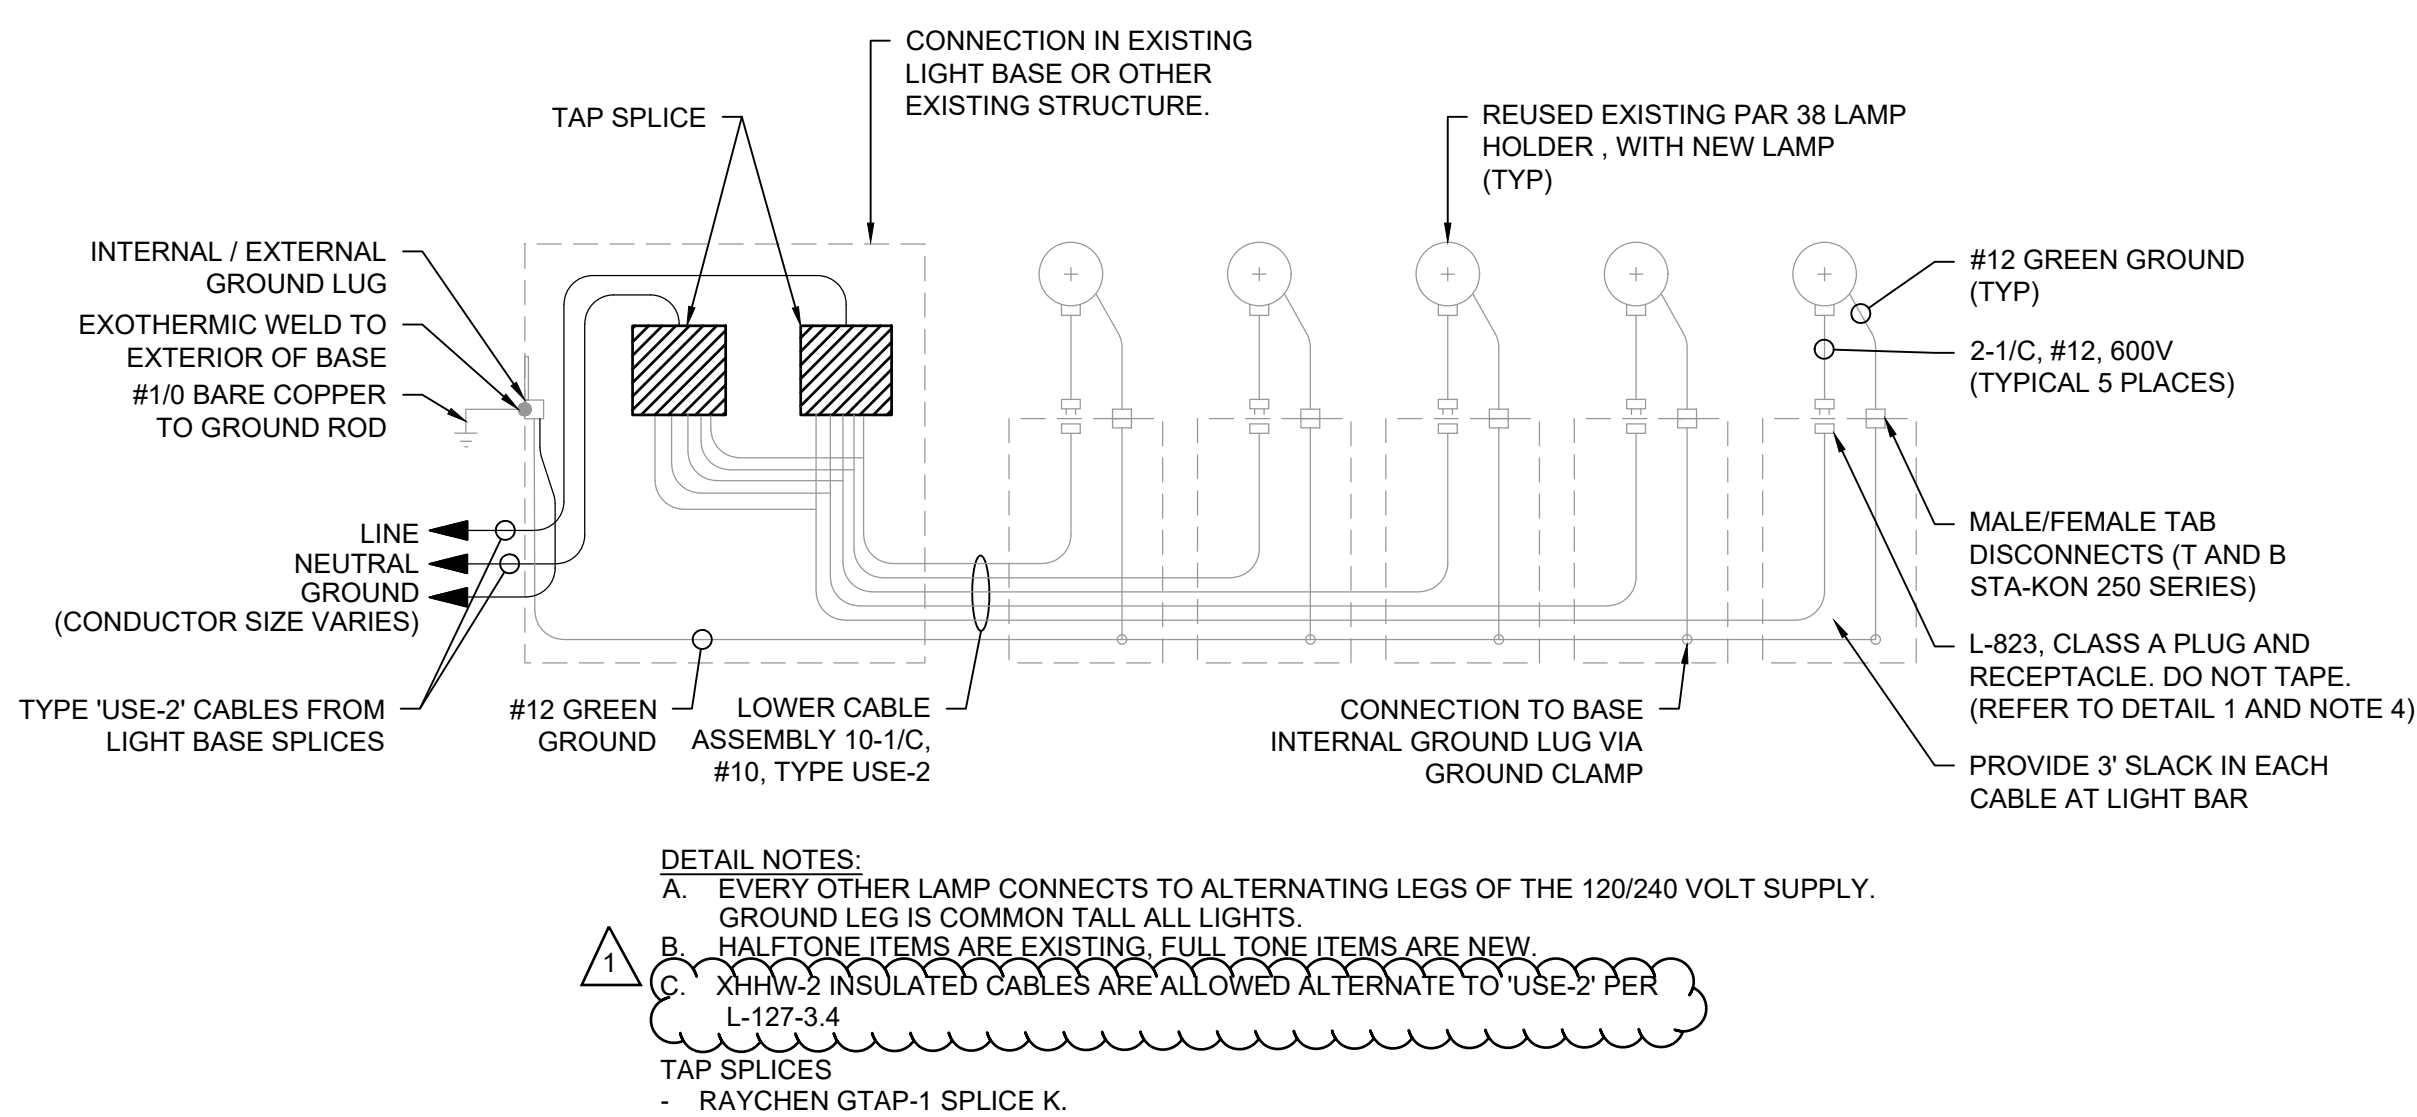 CONNECTION IN EXISTING
LIGHT BASE OR OTHER
EXISTING STRUCTURE.
TAP SPLICE
REUSED EXISTING PAR 38 LAMP
HOLDER , WITH NEW LAMP
(TYP)
INTERNAL / EXTERNAL
GROUND LUG
EXOTHERMIC WELD TO
EXTERIOR OF BASE
#1/0 BARE COPPER
TO GROUND ROD
#12 GREEN GROUND
(TYP)
2-1/C, #12, 600V
(TYPICAL 5 PLACES)
LINE
NEUTRAL
GROUND
(CONDUCTOR SIZE VARIES)
MALE/FEMALE TAB
DISCONNECTS (T AND B
STA-KON 250 SERIES)
L-823, CLASS A PLUG AND
RECEPTACLE. DO NOT TAPE.
(REFER TO DETAIL 1 AND NOTE 4)
TYPE 'USE-2' CABLES FROM
LIGHT BASE SPLICES
#12 GREEN
GROUND
LOWER CABLE
ASSEMBLY 10-1/C,
#10, TYPE USE-2
CONNECTION TO BASE
INTERNAL GROUND LUG VIA
GROUND CLAMP
PROVIDE 3' SLACK IN EACH
CABLE AT LIGHT BAR
DETAIL NOTES:
A. EVERY OTHER LAMP CONNECTS TO ALTERNATING LEGS OF THE 120/240 VOLT SUPPLY.
GROUND LEG IS COMMON TALL ALL LIGHTS.
B. HALFTONE ITEMS ARE EXISTING, FULL TONE ITEMS ARE NEW.
1
C. XHHW-2 INSULATED CABLES ARE ALLOWED ALTERNATE TO 'USE-2' PER
L-127-3.4
TAP SPLICES
- RAYCHEN GTAP-1 SPLICE K.